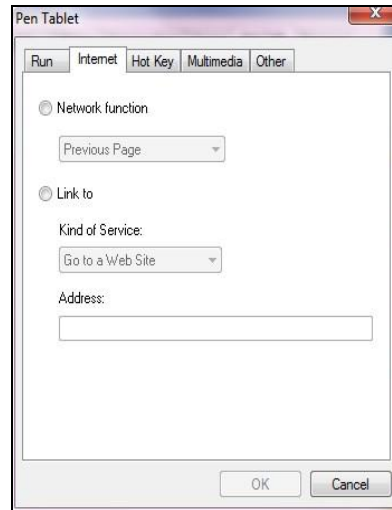 Pen Tablet
Run Internet Hot Key Multimedia Other
Network function
Previous Page
Link to
Kind of Service:
Go to a Web Site
Address:
OK Cancel